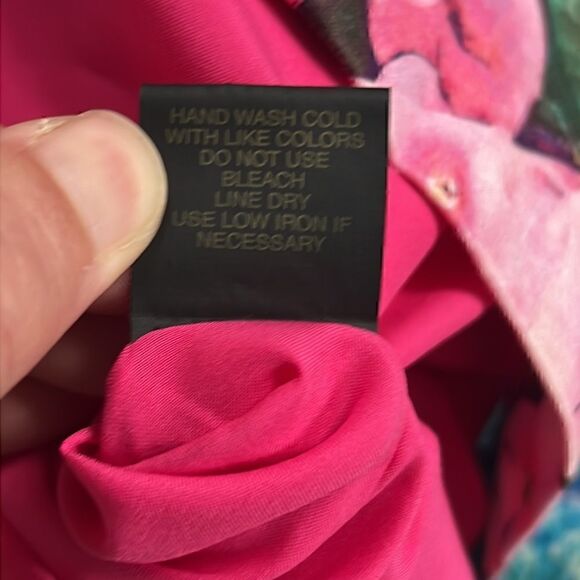 HAND WASH COLD
WITH LIKE COLORS
DO NOT USE
BLEACH
LINE DRY
USE LOW IRON IF
NECESSARY